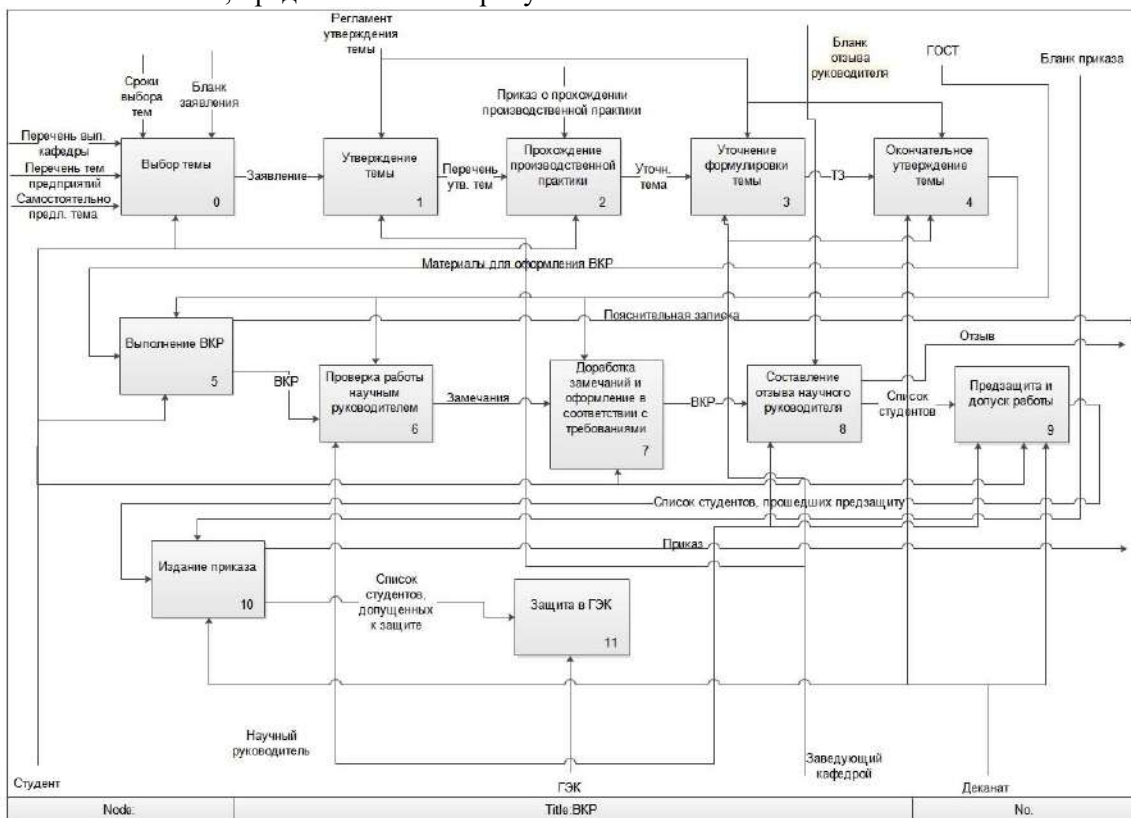 Регламент
утверждения
темы
Бланк
отзыва
руководителя
ГОСТ
Бланк приказа
Сроки
выбора
тем
Бланк
заявления
Приказ о прохождении
производственной практики
Перечень вып.
кафедры
Перечень тем
предприятий
Самостоятельно
предл. тема
Выбор темы
0
Заявление
Утверждение
темы
1
Перечень
утв. тем
Прохождение
производственной
практики
2
Уточн.
тема
Уточнение
формулировки
темы
3
ТЗ
Окончательное
утверждение
темы
4
Материалы для оформления ВКР
Пояснительная записка
Выполнение ВКР
5
ВКР
Проверка работы
научным
руководителем
6
Замечания
Доработка
замечаний и
оформление в
соответствии с
требованиями
7
ВКР
Составление
отзыва научного
руководителя
8
Отзыв
Список
студентов
Предзащита и
допуск работы
9
Список студентов, прошедших предзащиту
Издание приказа
10
Приказ
Список
студентов,
допущенных
к защите
Защита в ГЭК
11
Научный
руководитель
Студент
ГЭК
Заведующий
кафедрой
Деканат
Node:
Title:ВКР
No.